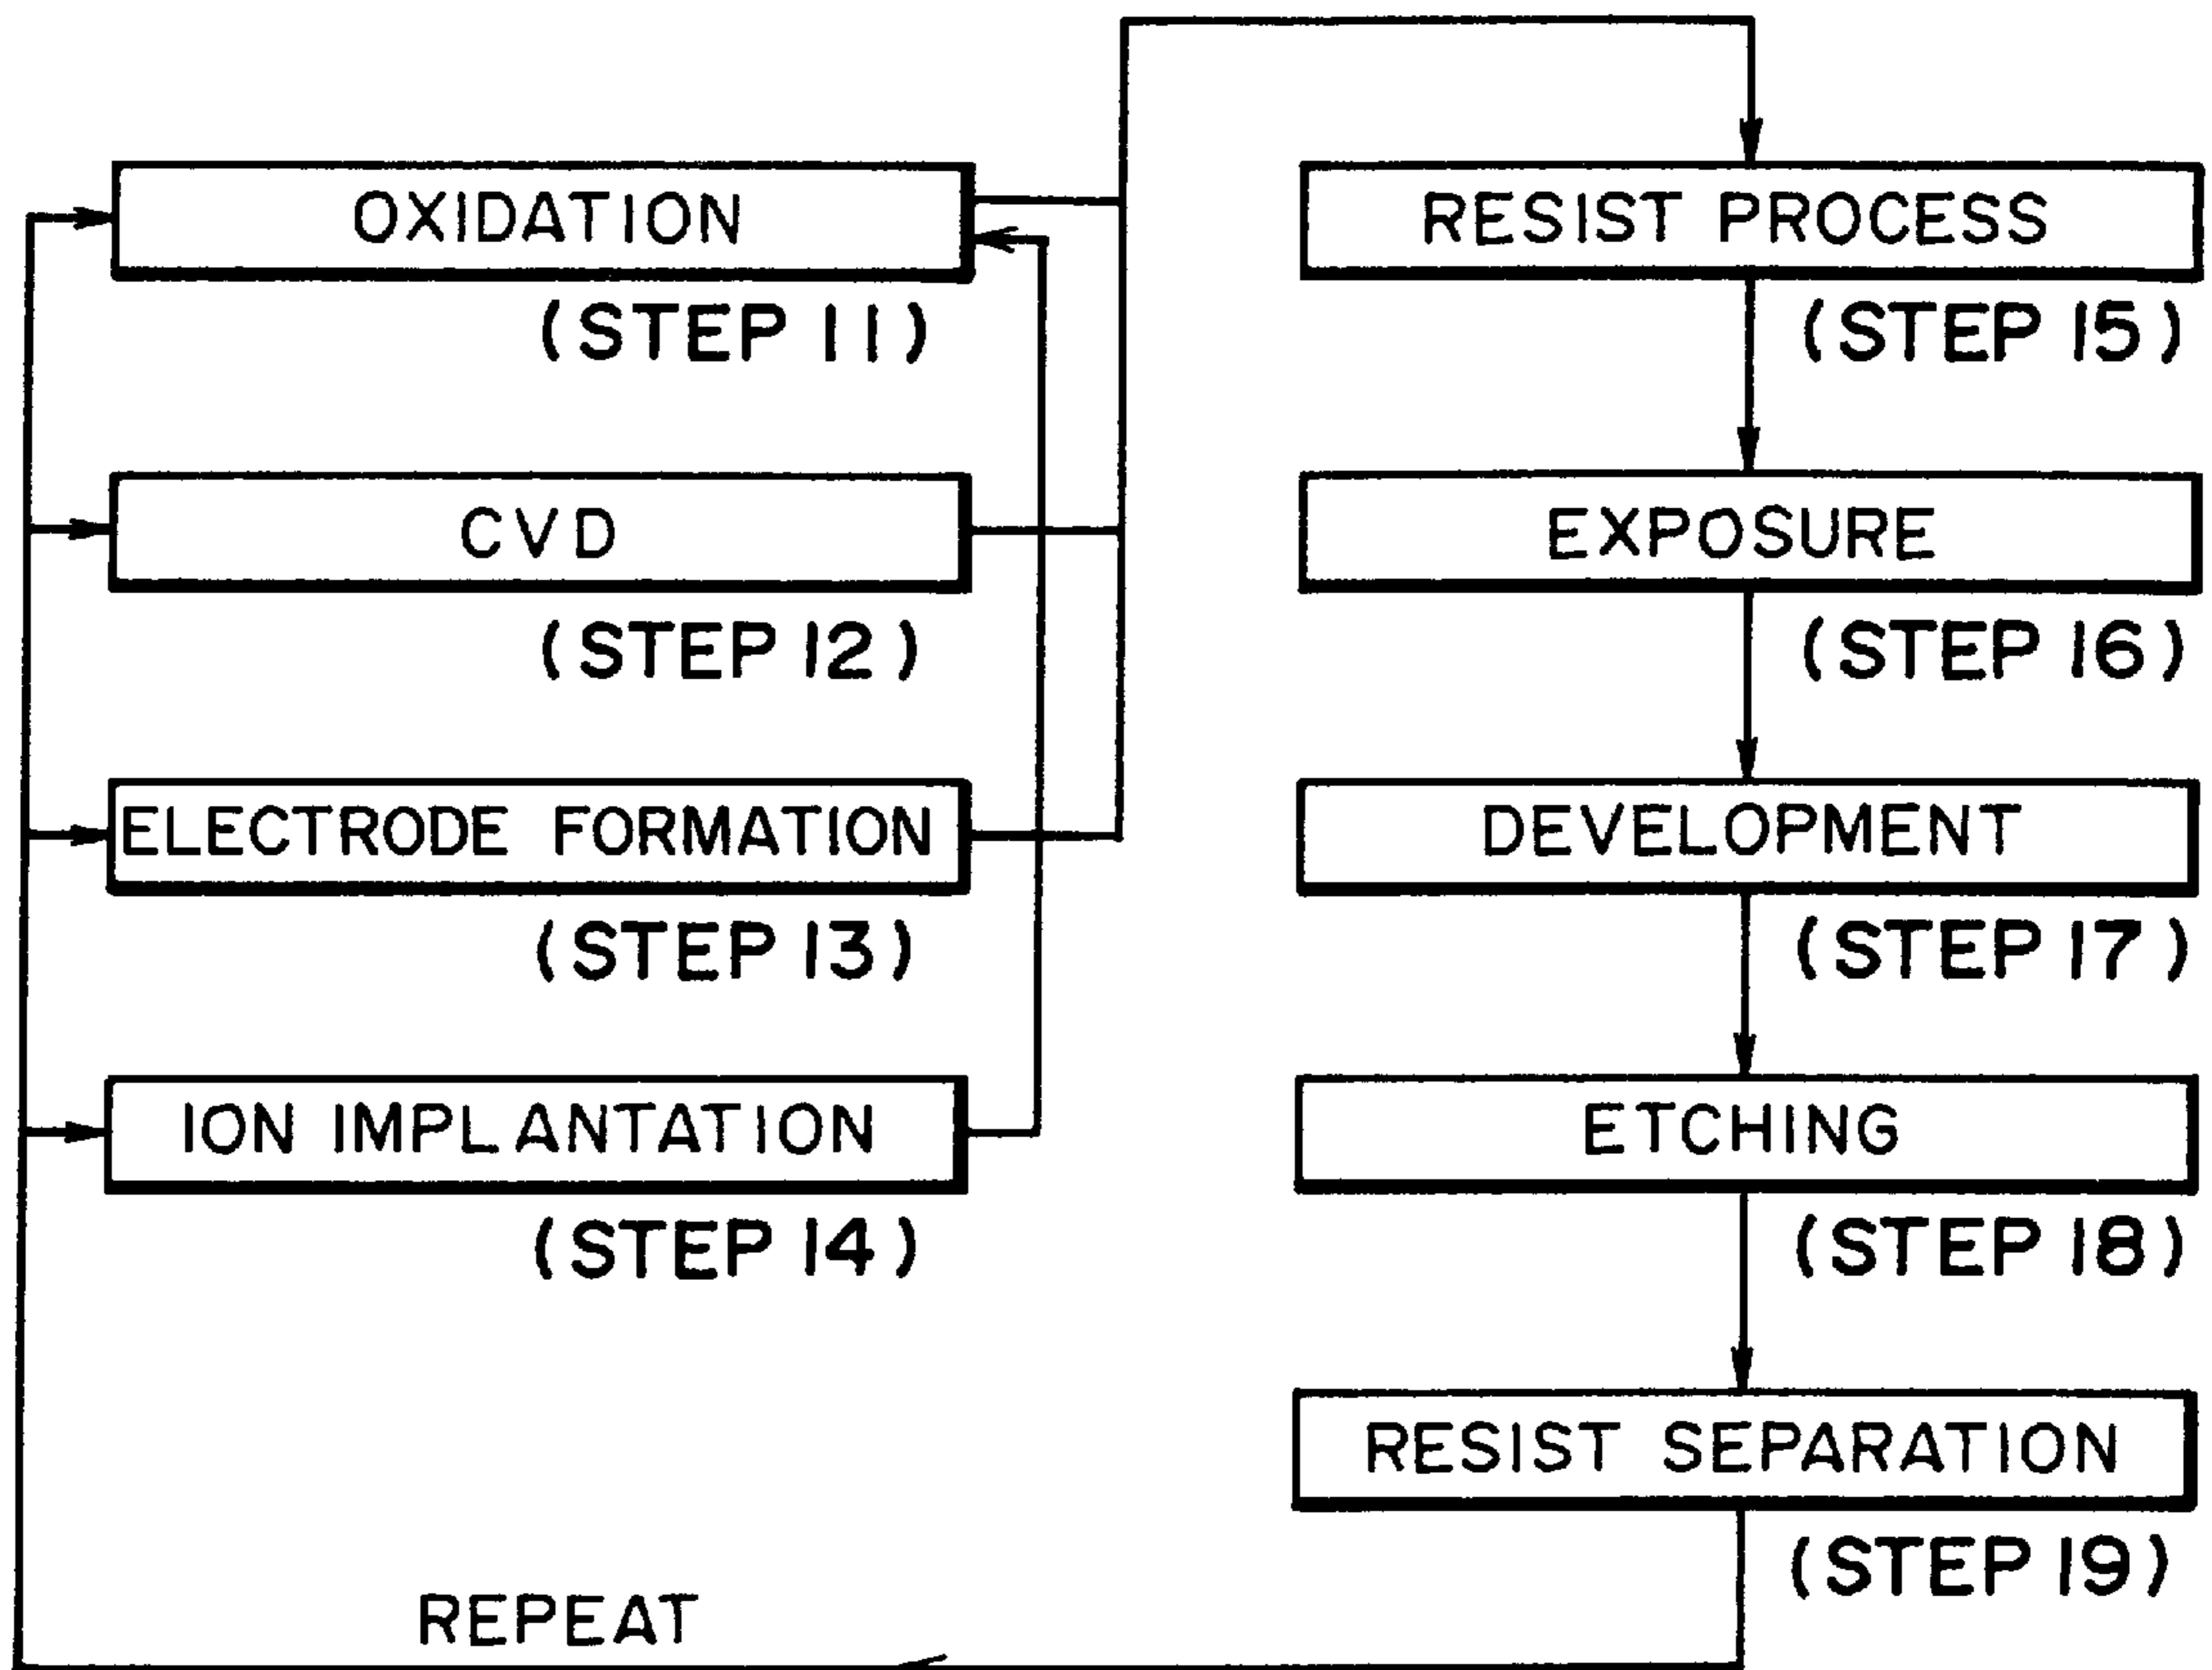 OXIDATION
(STEP 11)
CVD
(STEP 12)
ELECTRODE FORMATION
(STEP 13)
ION IMPLANTATION
(STEP 14)
RESIST PROCESS
(STEP 15)
EXPOSURE
(STEP 16)
DEVELOPMENT
(STEP 17)
ETCHING
(STEP 18)
RESIST SEPARATION
(STEP 19)
REPEAT